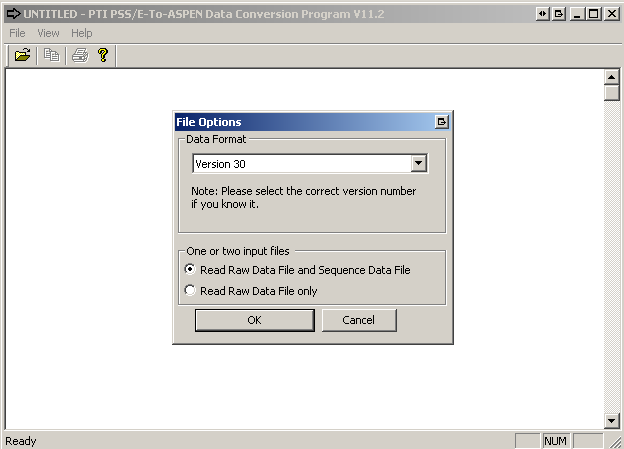 UNTITLED - PTI PSS/E-To-ASPEN Data Conversion Program V11.2
File View Help
File Options
Data Format
Version 30
Note: Please select the correct version number
if you know it.
One or two input files
Read Raw Data File and Sequence Data File
Read Raw Data File only
OK Cancel
Ready NUM